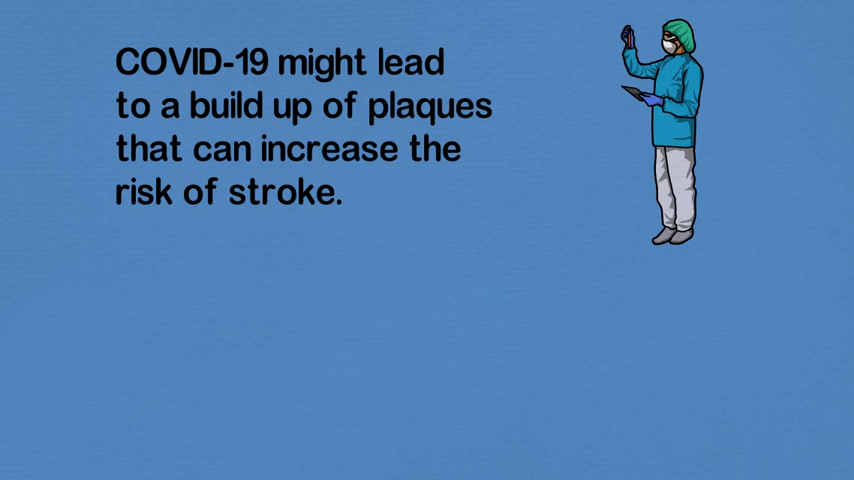 COVID-19 might lead
to a build up of plaques
that can increase the
risk of stroke.